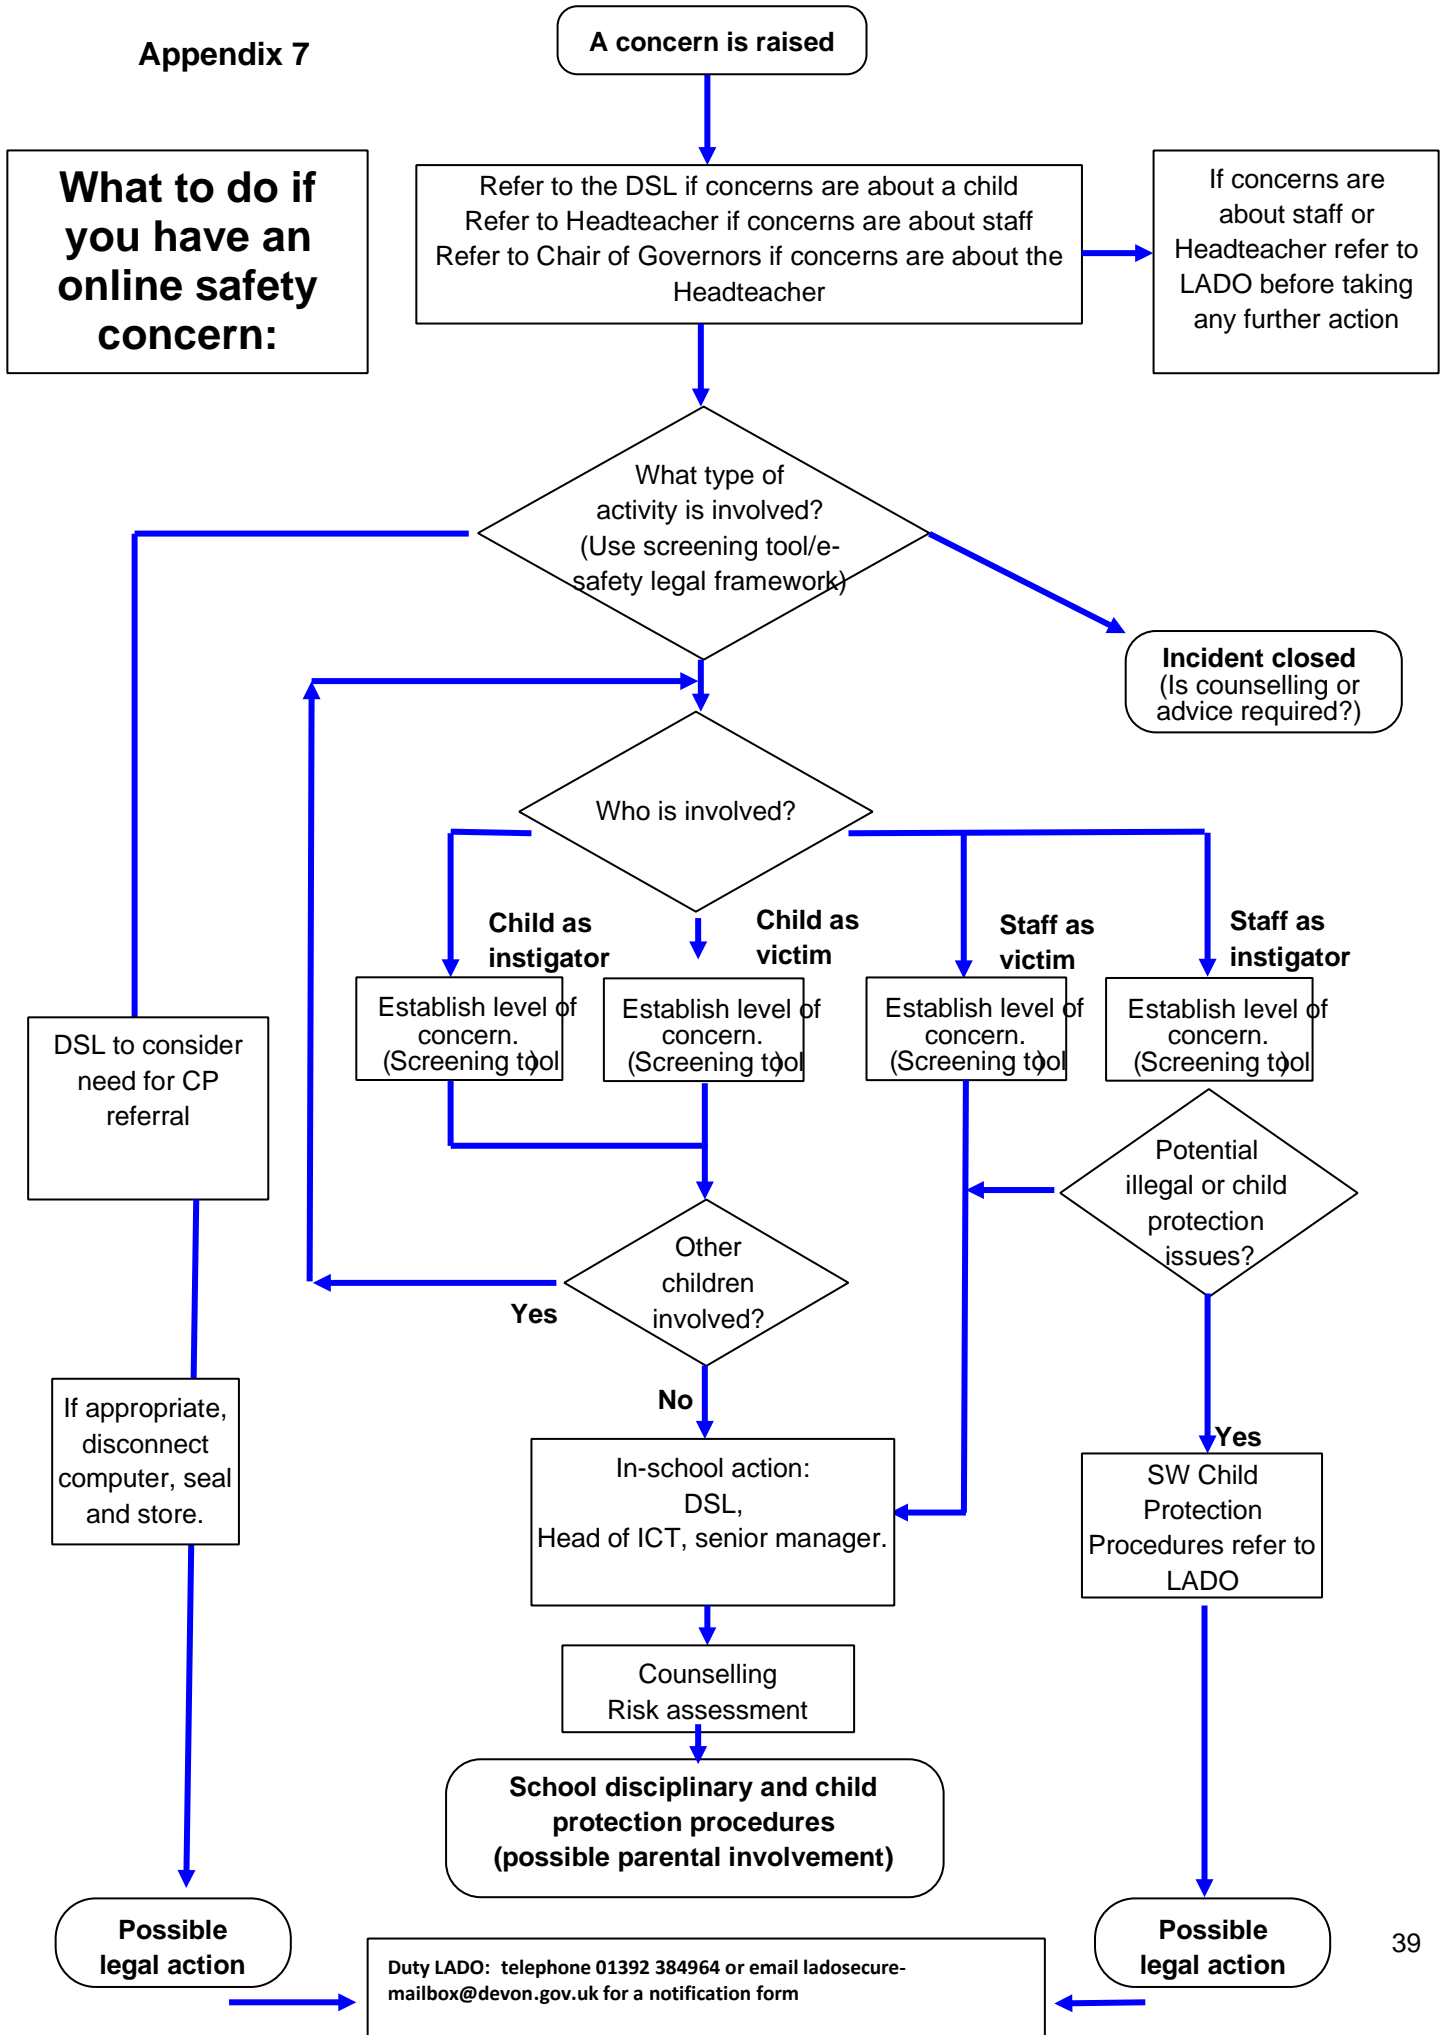 Appendix 7
A concern is raised
What to do if
you have an
online safety
concern:
Refer to the DSL if concerns are about a child
Refer to Headteacher if concerns are about staff
Refer to Chair of Governors if concerns are about the
Headteacher
If concerns are
about staff or
Headteacher refer to
LADO before taking
any further action
What type of
activity is involved?
(Use screening tool/e-
safety legal framework)
Incident closed
(Is counselling or
advice required?)
Who is involved?
Child as
instigator
Child as
victim
Staff as
victim
Staff as
instigator
Establish level of
concern.
(Screening tool)
Establish level of
concern.
(Screening tool)
Establish level of
concern.
(Screening tool)
Establish level of
concern.
(Screening tool)
DSL to consider
need for CP
referral
Potential
illegal or child
protection
issues?
Other
children
involved?
Yes
No
If appropriate,
disconnect
computer, seal
and store.
In-school action:
DSL,
Head of ICT, senior manager.
Yes
SW Child
Protection
Procedures refer to
LADO
Counselling
Risk assessment
School disciplinary and child
protection procedures
(possible parental involvement)
Possible
legal action
Possible
legal action
39
Duty LADO: telephone 01392 384964 or email ladosecure-
mailbox@devon.gov.uk for a notification form